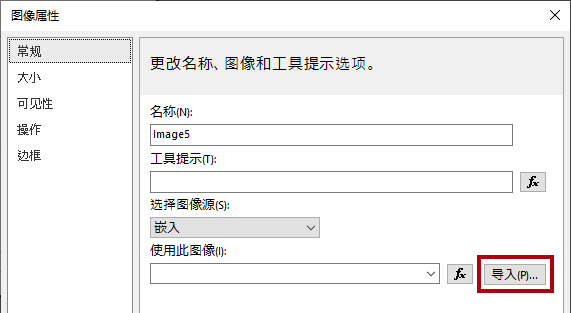 图像属性
常规
大小
可见性
操作
边框
更改名称、图像和工具提示选项。
名称(N):
Image5
工具提示(T):
fx
选择图像源(S):
嵌入
使用此图像(I):
fx
导入(P)...